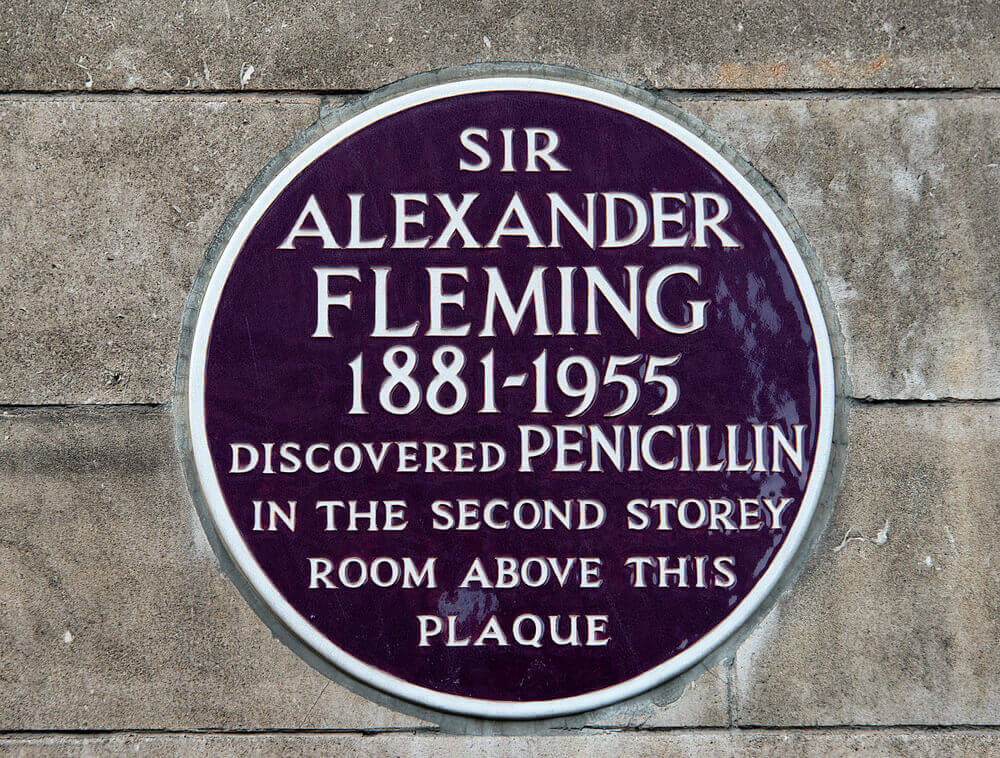 SIR
ALEXANDER
FLEMING
1881-1955
DISCOVERED PENICILLIN
IN THE SECOND STOREY
ROOM ABOVE THIS
PLAQUE